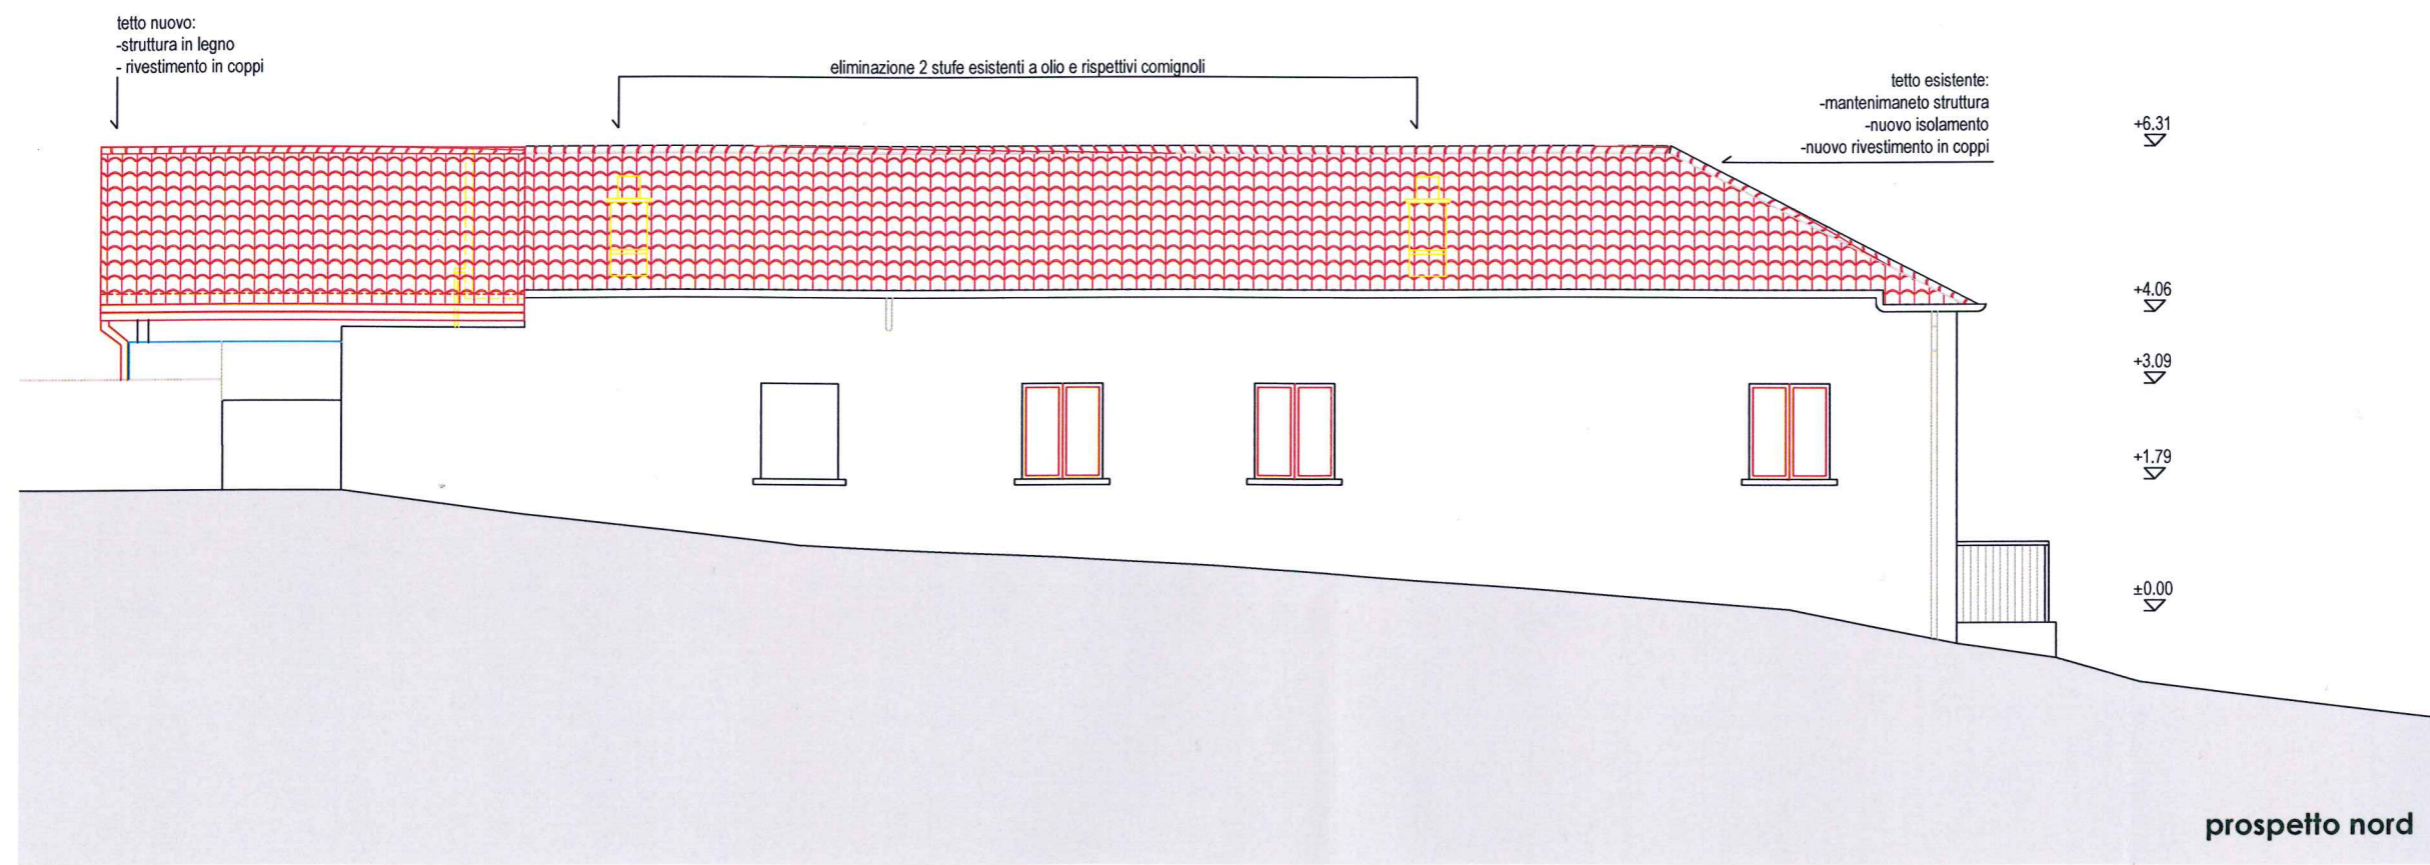 tetto nuovo:
-struttura in legno
- rivestimento in coppi
eliminazione 2 stufe esistenti a olio e rispettivi comignoli
tetto esistente:
-mantenimaneto struttura
-nuovo isolamento
-nuovo rivestimento in coppi
+6.31
+4.06
+3.09
+1.79
±0.00
prospetto nord